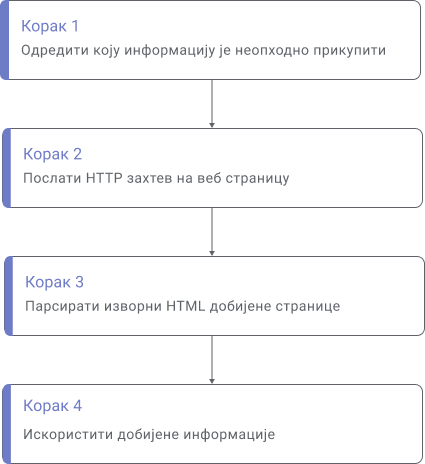 Корак 1
Одредити коју информацију је неопходно прикупити
Корак 2
Послати HTTP захтев на веб страницу
Корак 3
Парсирати изворни HTML добијене странице
Корак 4
Искористити добијене информације